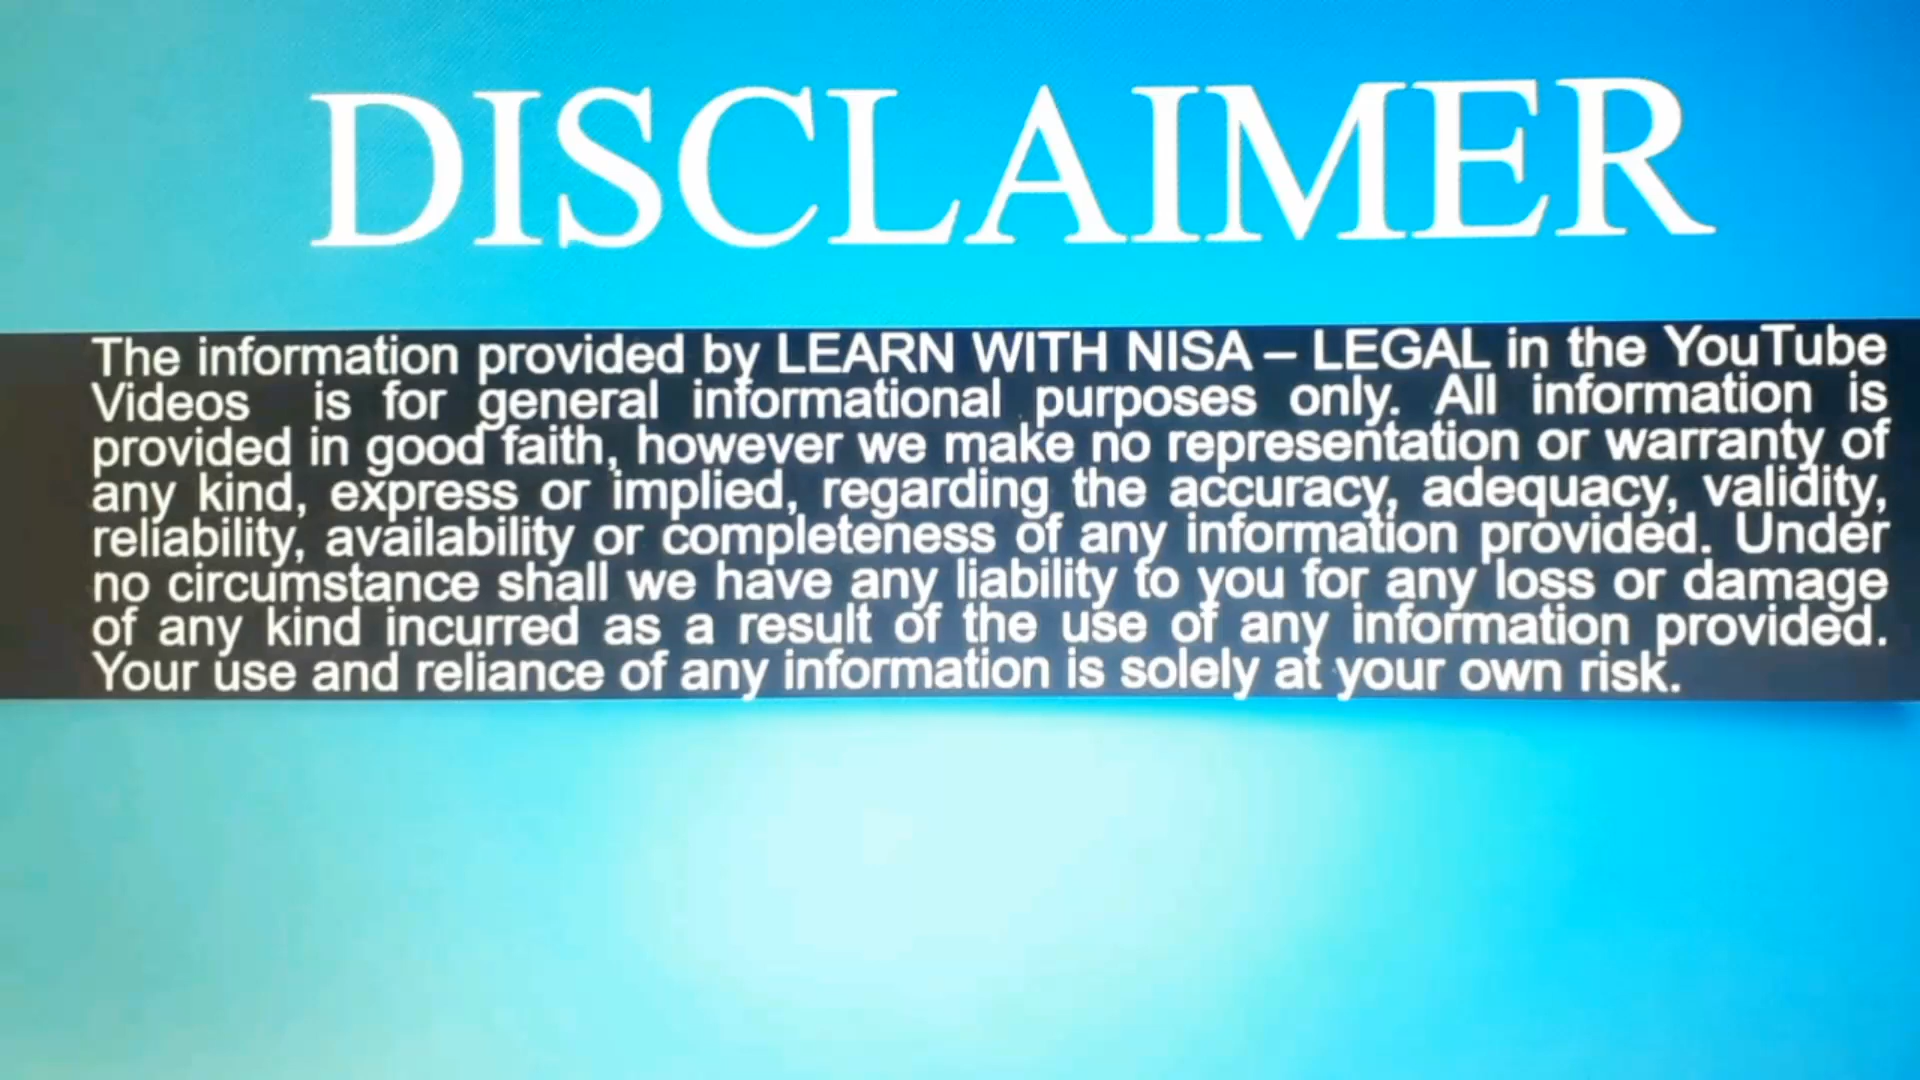 DISCLAIMER
The information provided by LEARN WITH NISA – LEGAL in the YouTube
Videos is for general informational purposes only. All information is
provided in good faith, however we make no representation or warranty of
any kind, express or implied, regarding the accuracy, adequacy, validity,
reliability, availability or completeness of any information provided. Under
no circumstance shall we have any liability to you for any loss or damage
of any kind incurred as a result of the use of any information provided.
Your use and reliance of any information is solely at your own risk.